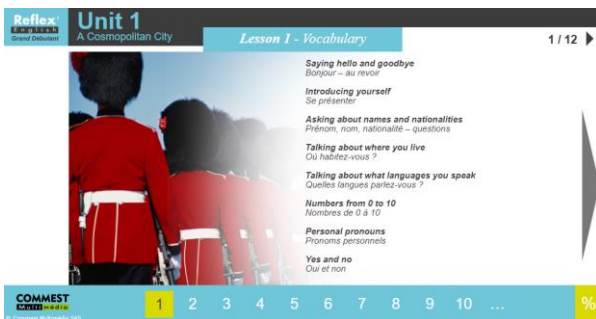 Reflex'
English
Grand Débutant
Unit 1
A Cosmopolitan City
Lesson 1 - Vocabulary
1 / 12
Saying hello and goodbye
Bonjour – au revoir
Introducing yourself
Se présenter
Asking about names and nationalities
Prénom, nom, nationalité – questions
Talking about where you live
Où habitez-vous ?
Talking about what languages you speak
Quelles langues parlez-vous ?
Numbers from 0 to 10
Nombres de 0 à 10
Personal pronouns
Pronoms personnels
Yes and no
Oui et non
COMMEST
Multimédia
1 2 3 4 5 6 7 8 9 10 ... %